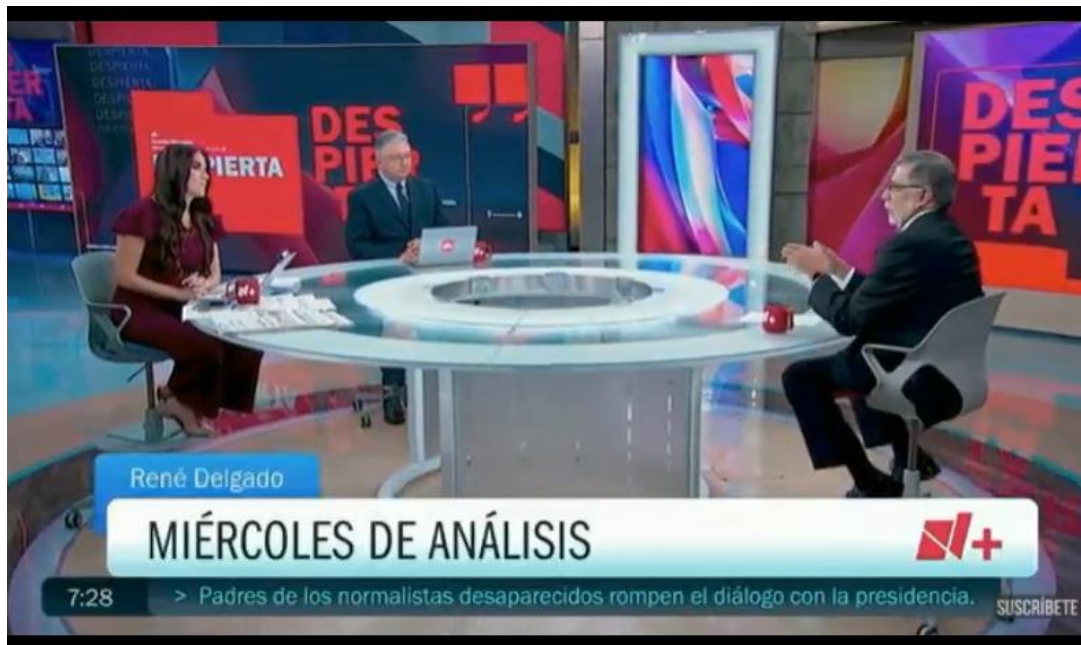 DESPIERTA
DESPIERTA
DES
PIER
DES
PIE
TA
René Delgado
MIÉRCOLES DE ANÁLISIS
N+
7:28
> Padres de los normalistas desaparecidos rompen el diálogo con la presidencia.
SUSCRÍBETE